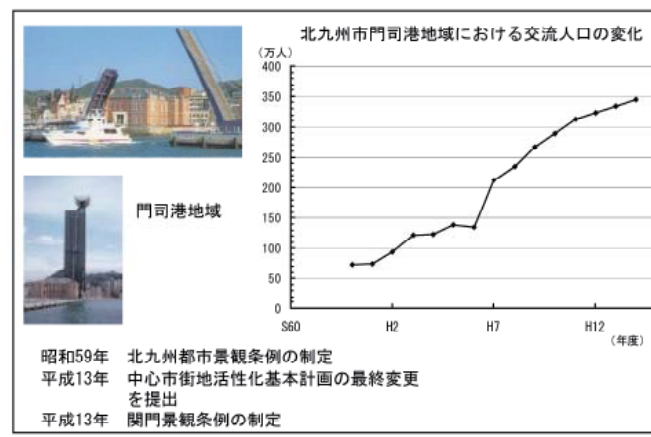 北九州市門司港地域における交流人口の変化
(万人)
400
350
300
250
200
150
100
50
0
S60
H2
H7
H12
(年度)
門司港地域
昭和59年 北九州都市景観条例の制定
平成13年 中心市街地活性化基本計画の最終変更
を提出
平成13年 関門景観条例の制定